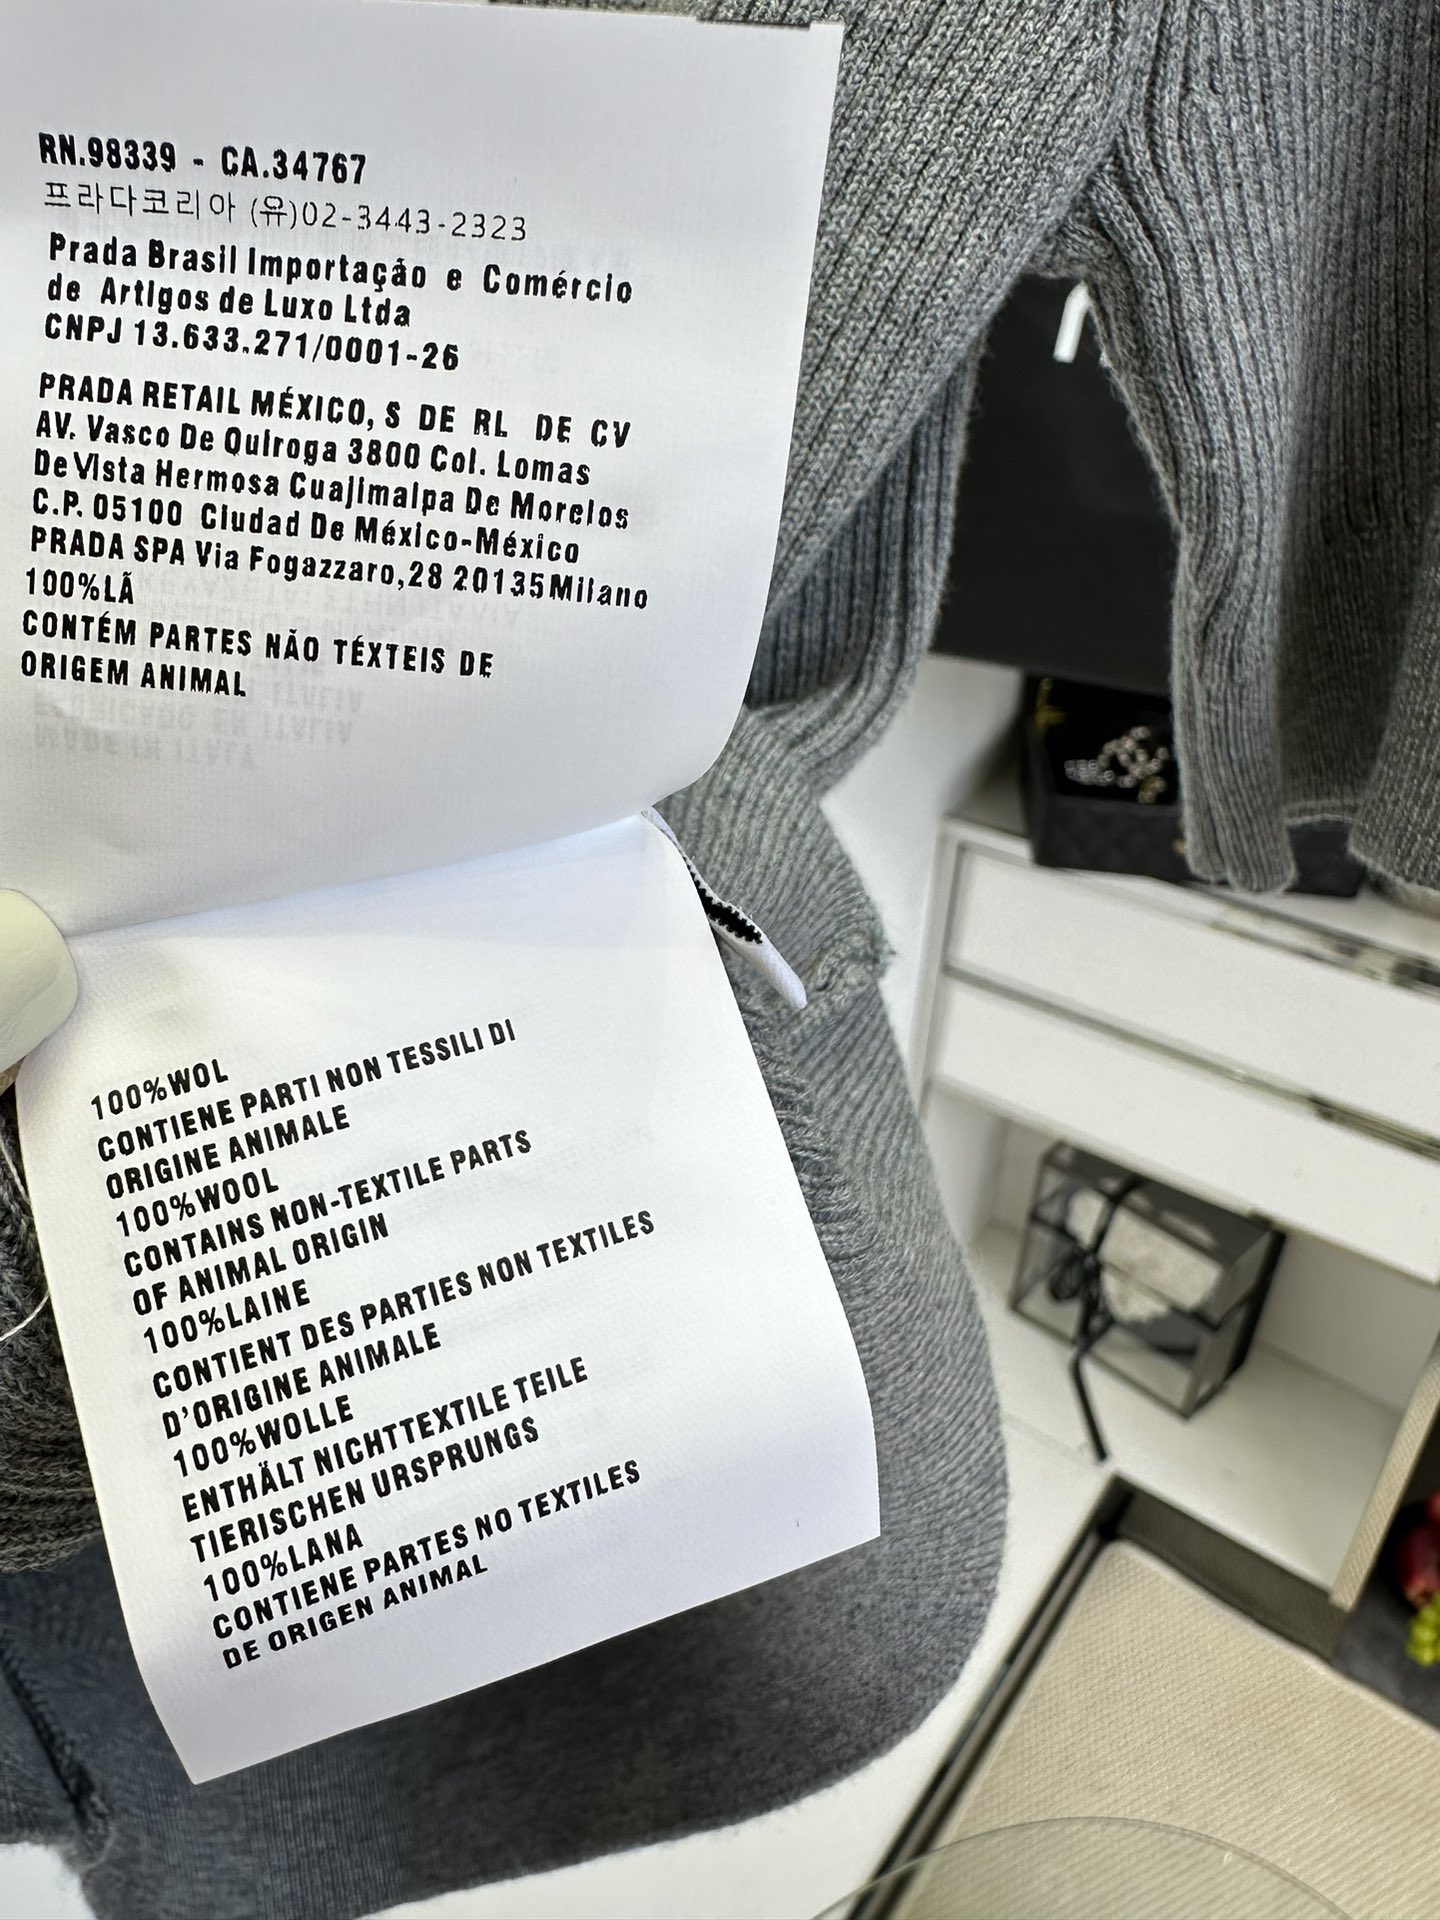 RN.98339 - CA.34767
프라다코리아 (유)02-3443-2323
Prada Brasil Importação e Comércio
de Artigos de Luxo Ltda
CNPJ 13.633.271/0001-26
PRADA RETAIL MÉXICO, S DE RL DE CV
AV. Vasco De Quiroga 3800 Col. Lomas
De Vista Hermosa Cuajimalpa De Morelos
C.P. 05100 Ciudad De México-México
PRADA SPA Via Fogazzaro,28 20135Milano
100%LÃ
CONTÉM PARTES NÃO TÉXTEIS DE
ORIGEM ANIMAL
100%WOL
CONTIENE PARTI NON TESSILI DI
ORIGINE ANIMALE
100%WOOL
CONTAINS NON-TEXTILE PARTS
OF ANIMAL ORIGIN
100%LAINE
CONTIENT DES PARTIES NON TEXTILES
D'ORIGINE ANIMALE
100%WOLLE
ENTHÄLT NICHTTEXTILE TEILE
TIERISCHEN URSPRUNGS
100%LANA
CONTIENE PARTES NO TEXTILES
DE ORIGEN ANIMAL